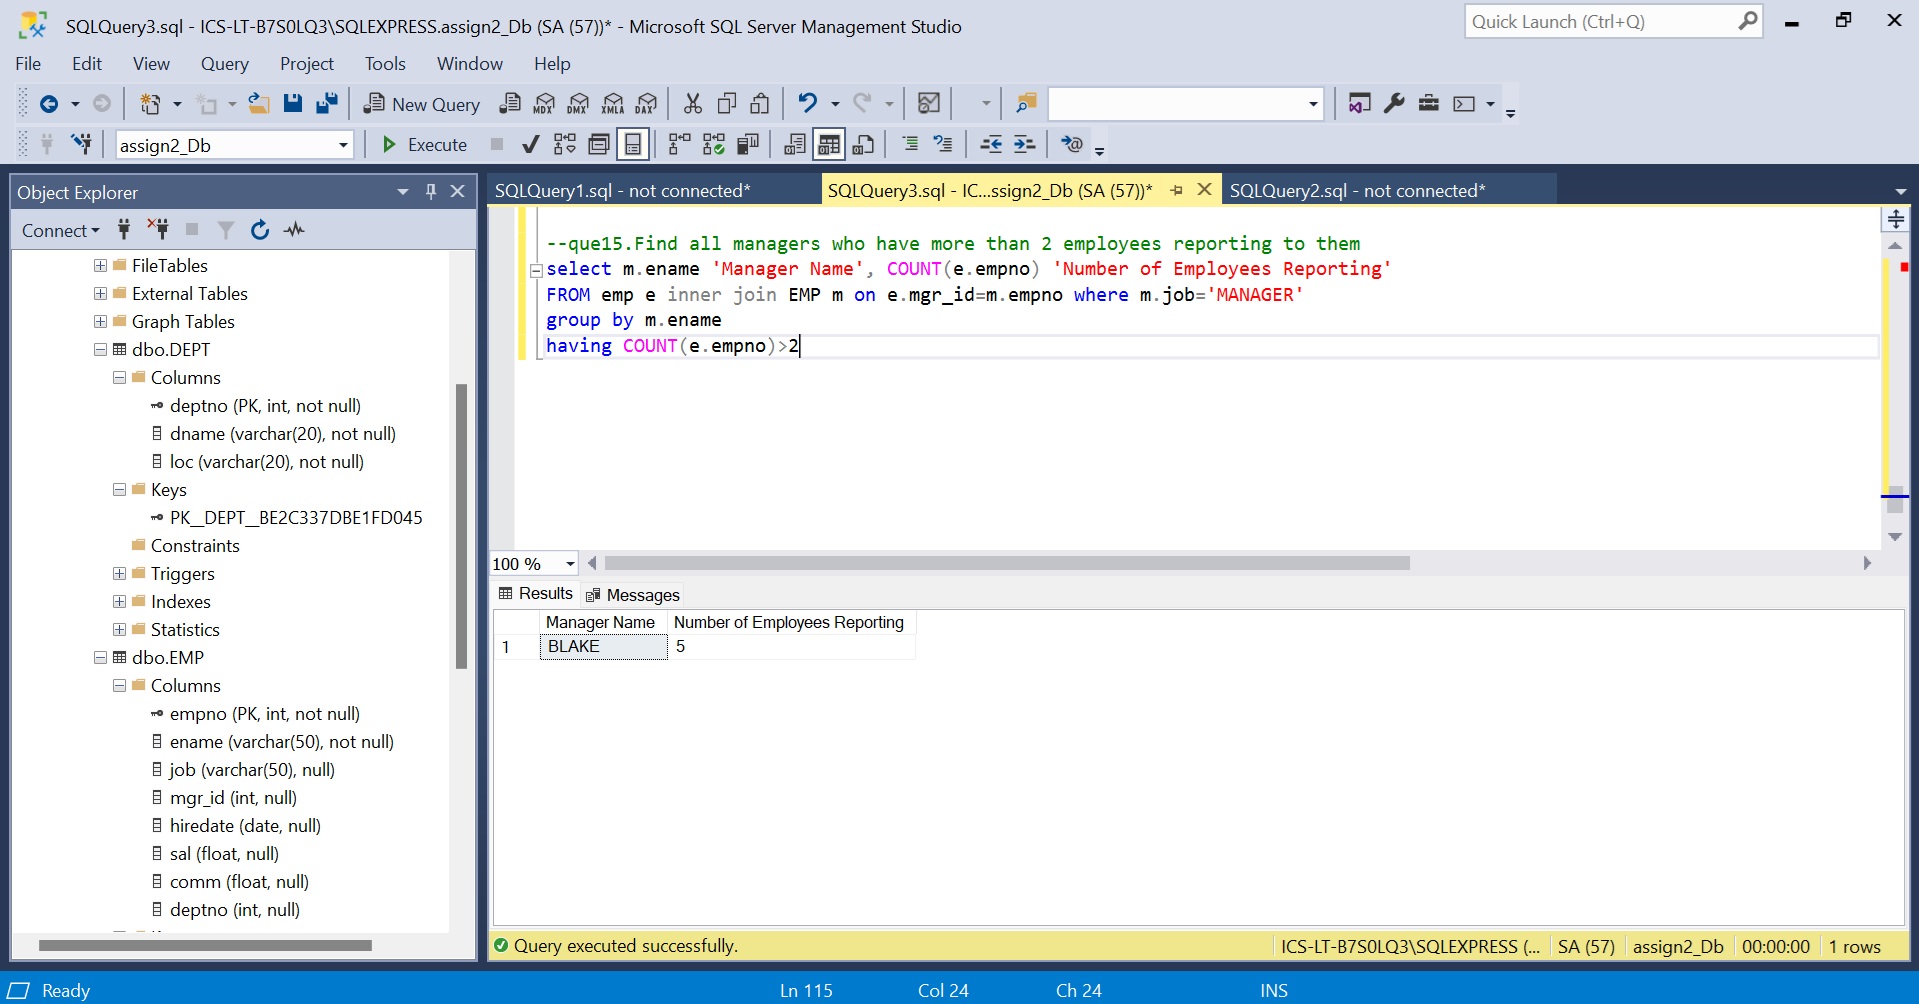 SQLQuery3.sql - ICS-LT-B7S0LQ3\SQLEXPRESS.assign2_Db (SA (57))* - Microsoft SQL Server Management Studio
Quick Launch (Ctrl+Q)
File Edit View Query Project Tools Window Help
New Query MDX DMX XMLA DAX
assign2_Db Execute
Object Explorer
Connect
FileTables
External Tables
Graph Tables
dbo.DEPT
Columns
deptno (PK, int, not null)
dname (varchar(20), not null)
loc (varchar(20), not null)
Keys
PK__DEPT__BE2C337DBE1FD045
Constraints
Triggers
Indexes
Statistics
dbo.EMP
Columns
empno (PK, int, not null)
ename (varchar(50), not null)
job (varchar(50), null)
mgr_id (int, null)
hiredate (date, null)
sal (float, null)
comm (float, null)
deptno (int, null)
SQLQuery1.sql - not connected*
SQLQuery3.sql - IC...ssign2_Db (SA (57))*
SQLQuery2.sql - not connected*
--que15.Find all managers who have more than 2 employees reporting to them
select m.ename 'Manager Name', COUNT(e.empno) 'Number of Employees Reporting'
FROM emp e inner join EMP m on e.mgr_id=m.empno where m.job='MANAGER'
group by m.ename
having COUNT(e.empno)>2
100 %
Results Messages
Manager Name Number of Employees Reporting
1 BLAKE 5
Query executed successfully.
ICS-LT-B7S0LQ3\SQLEXPRESS (... SA (57) assign2_Db 00:00:00 1 rows
Ready Ln 115 Col 24 Ch 24 INS